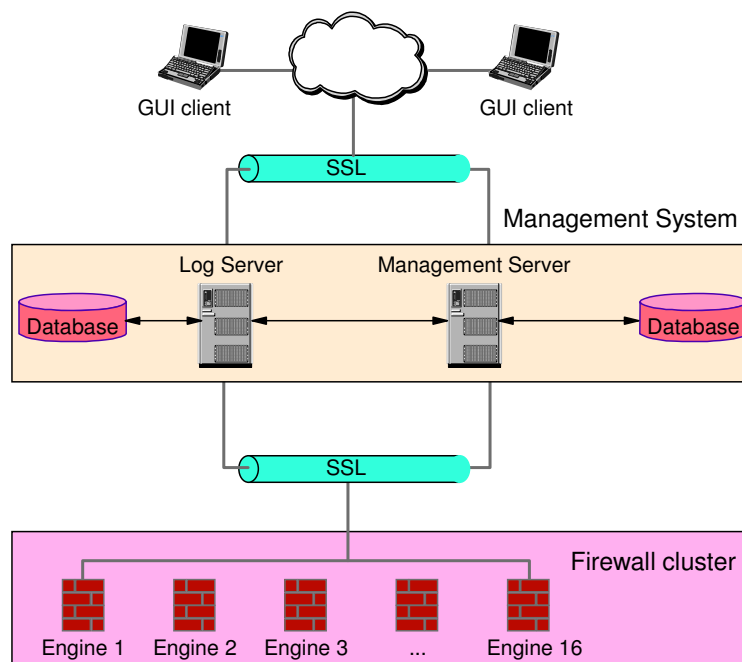 GUI client
GUI client
SSL
Management System
Log Server
Management Server
Database
Database
SSL
Firewall cluster
Engine 1
Engine 2
Engine 3
...
Engine 16